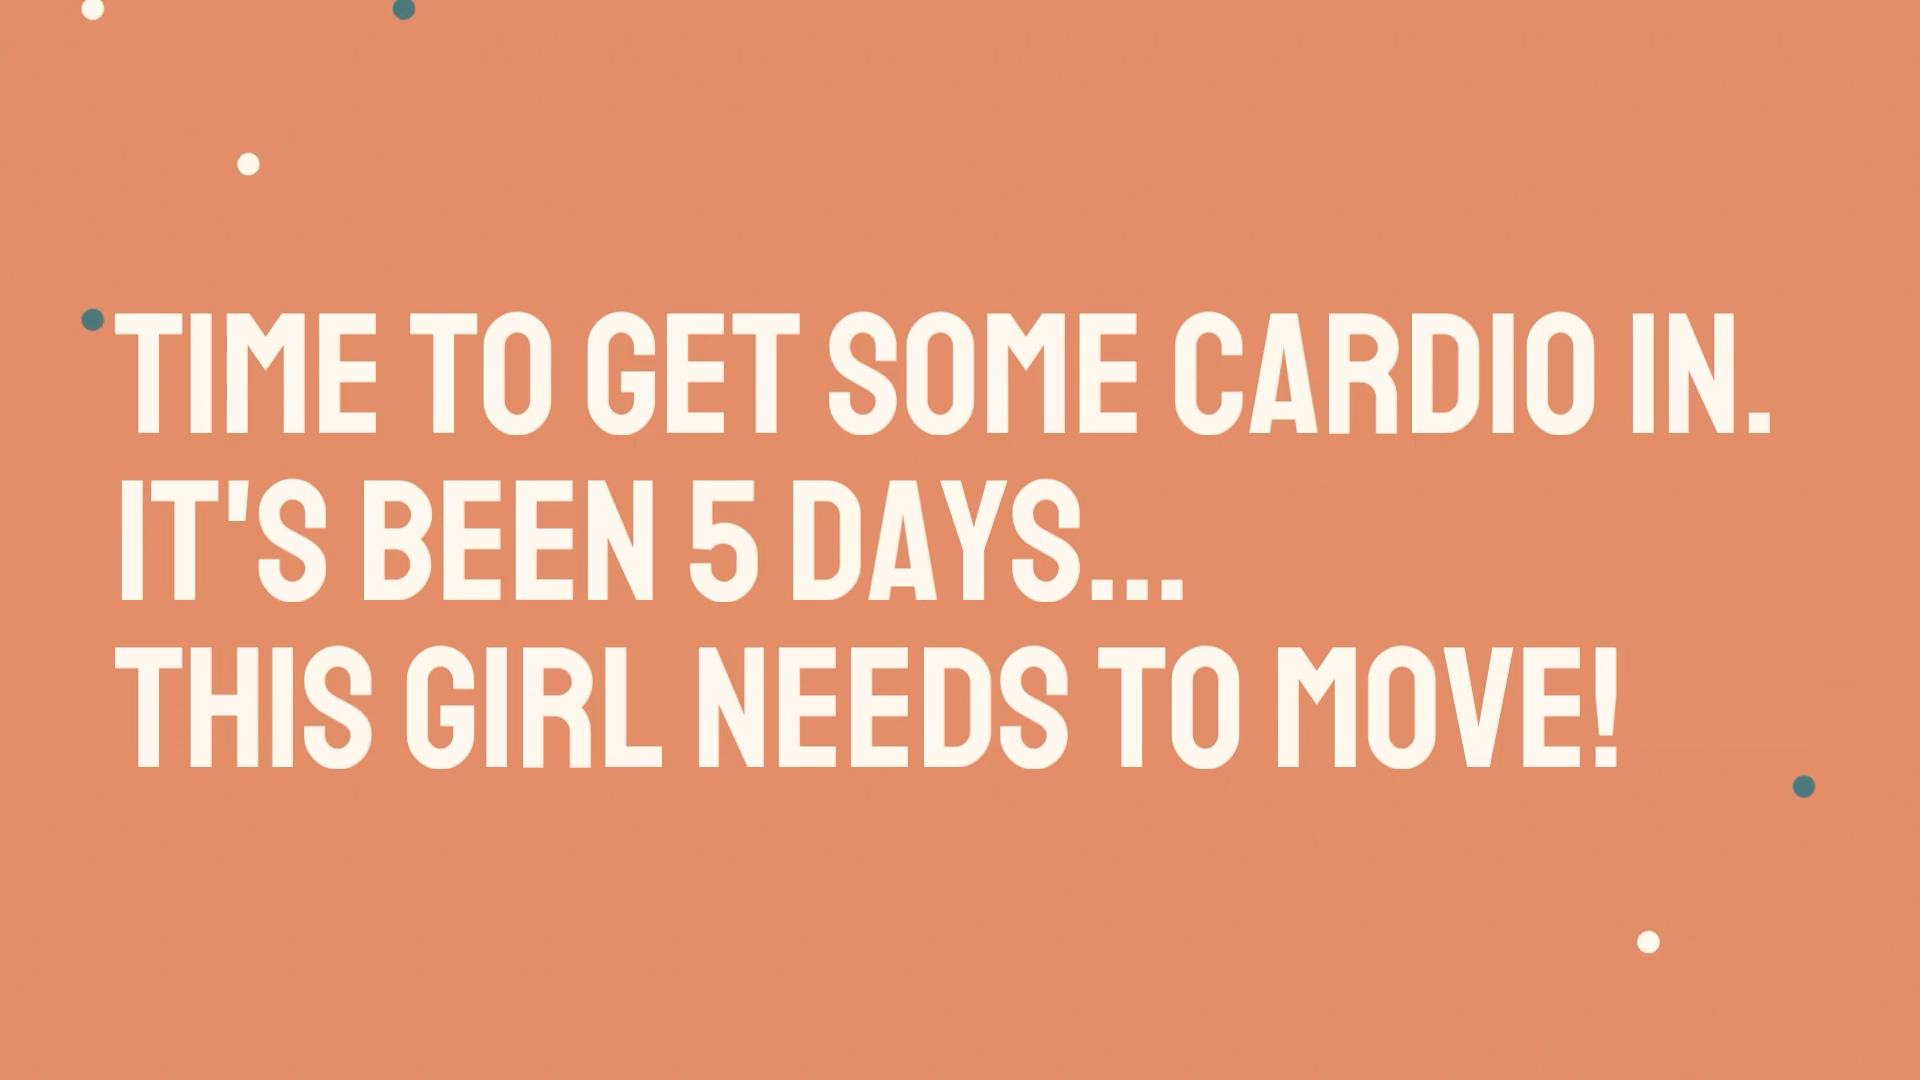 TIME TO GET SOME CARDIO IN.
IT'S BEEN 5 DAYS...
THIS GIRL NEEDS TO MOVE!